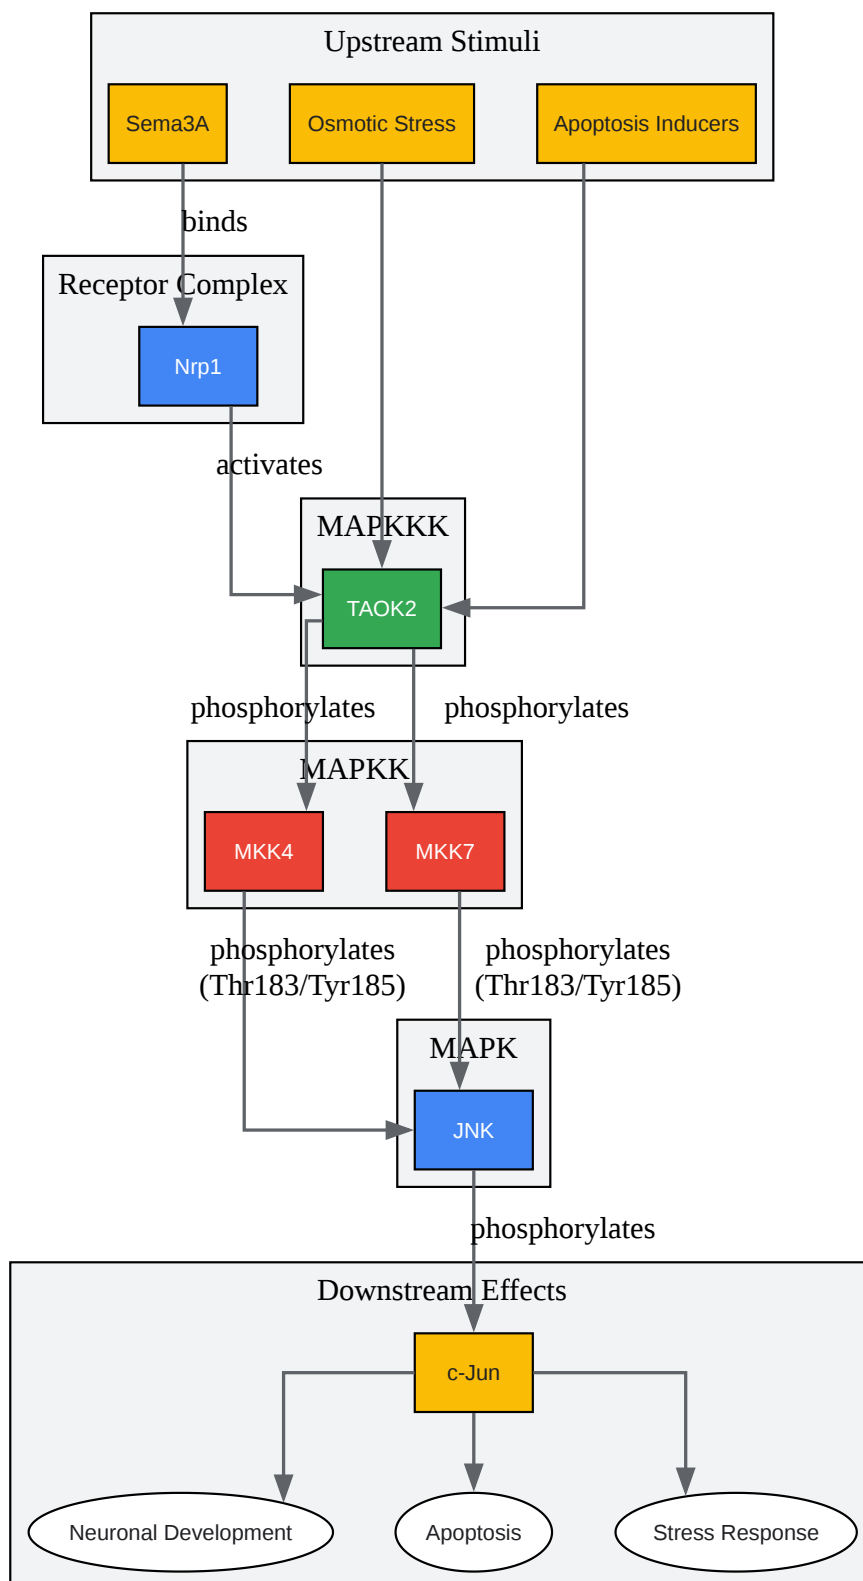 Upstream Stimuli
Sema3A
Osmotic Stress
Apoptosis Inducers
binds
Receptor Complex
Nrp1
activates
MAPKKK
TAOK2
phosphorylates
phosphorylates
MAPKK
MKK4
MKK7
phosphorylates
(Thr183/Tyr185)
phosphorylates
(Thr183/Tyr185)
MAPK
JNK
phosphorylates
Downstream Effects
c-Jun
Neuronal Development
Apoptosis
Stress Response